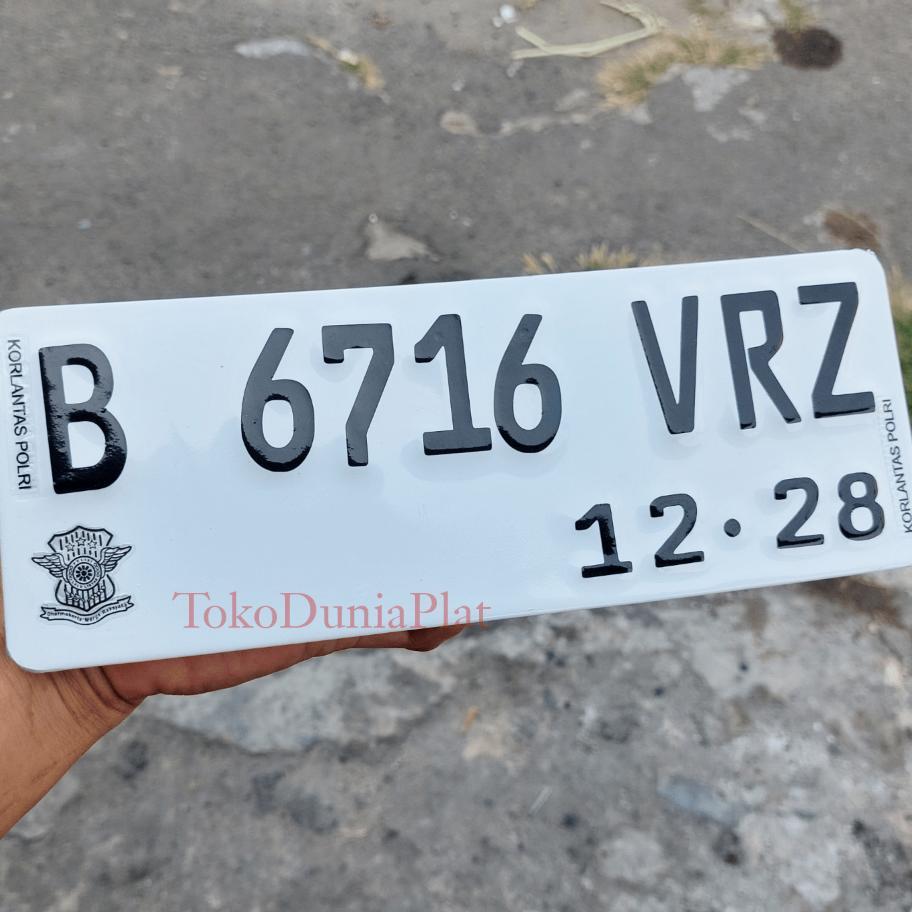 KORLANTAS POLRI
B 6716 VRZ
12·28
KORLANTAS POLRI
TokoDuniaPlat